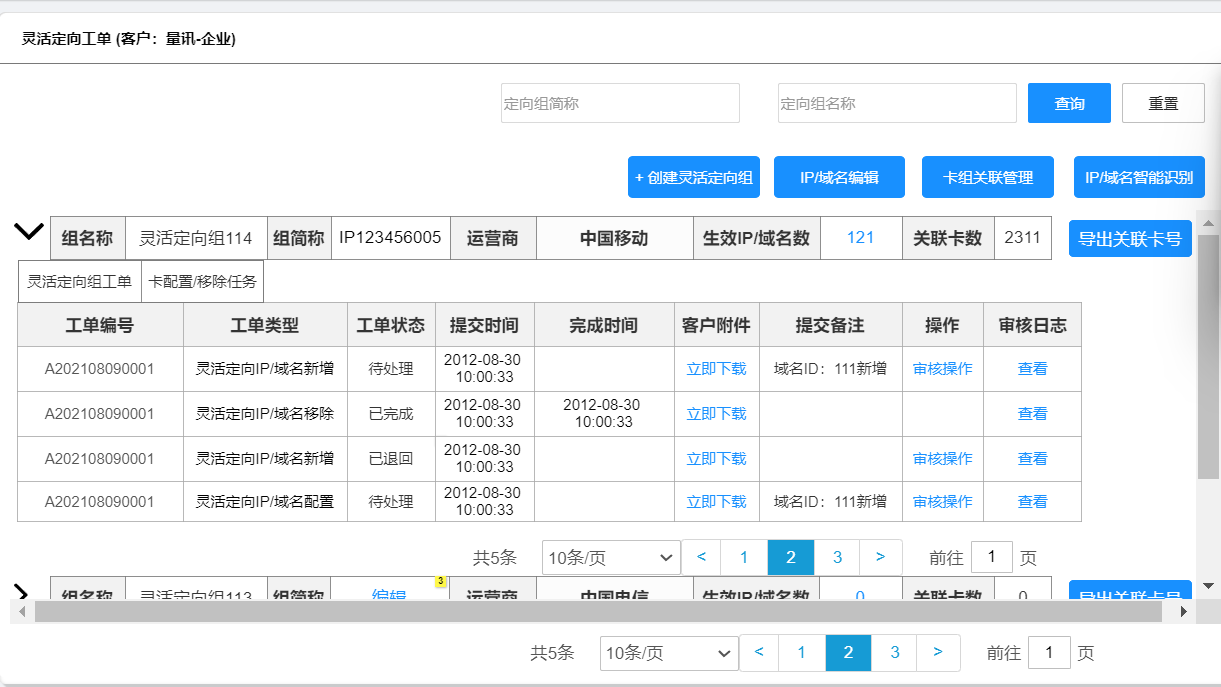 灵活定向工单 (客户：量讯-企业)
定向组简称 定向组名称 查询 重置
+ 创建灵活定向组 IP/域名编辑 卡组关联管理 IP/域名智能识别
组名称 灵活定向组114 组简称 IP123456005 运营商 中国移动 生效IP/域名数 121 关联卡数 2311 导出关联卡号
灵活定向组工单 卡配置/移除任务
工单编号 工单类型 工单状态 提交时间 完成时间 客户附件 提交备注 操作 审核日志
A202108090001 灵活定向IP/域名新增 待处理 2012-08-30 10:00:33 立即下载 域名ID：111新增 审核操作 查看
A202108090001 灵活定向IP/域名移除 已完成 2012-08-30 10:00:33 2012-08-30 10:00:33 立即下载 查看
A202108090001 灵活定向IP/域名新增 已退回 2012-08-30 10:00:33 立即下载 审核操作 查看
A202108090001 灵活定向IP/域名配置 待处理 2012-08-30 10:00:33 立即下载 域名ID：111新增 审核操作 查看
共5条 10条/页 < 1 2 3 > 前往 1 页
组名称 灵活定向组113 组简称 编辑 3 运营商 中国电信 生效IP/域名数 0 关联卡数 0 导出关联卡号
共5条 10条/页 < 1 2 3 > 前往 1 页